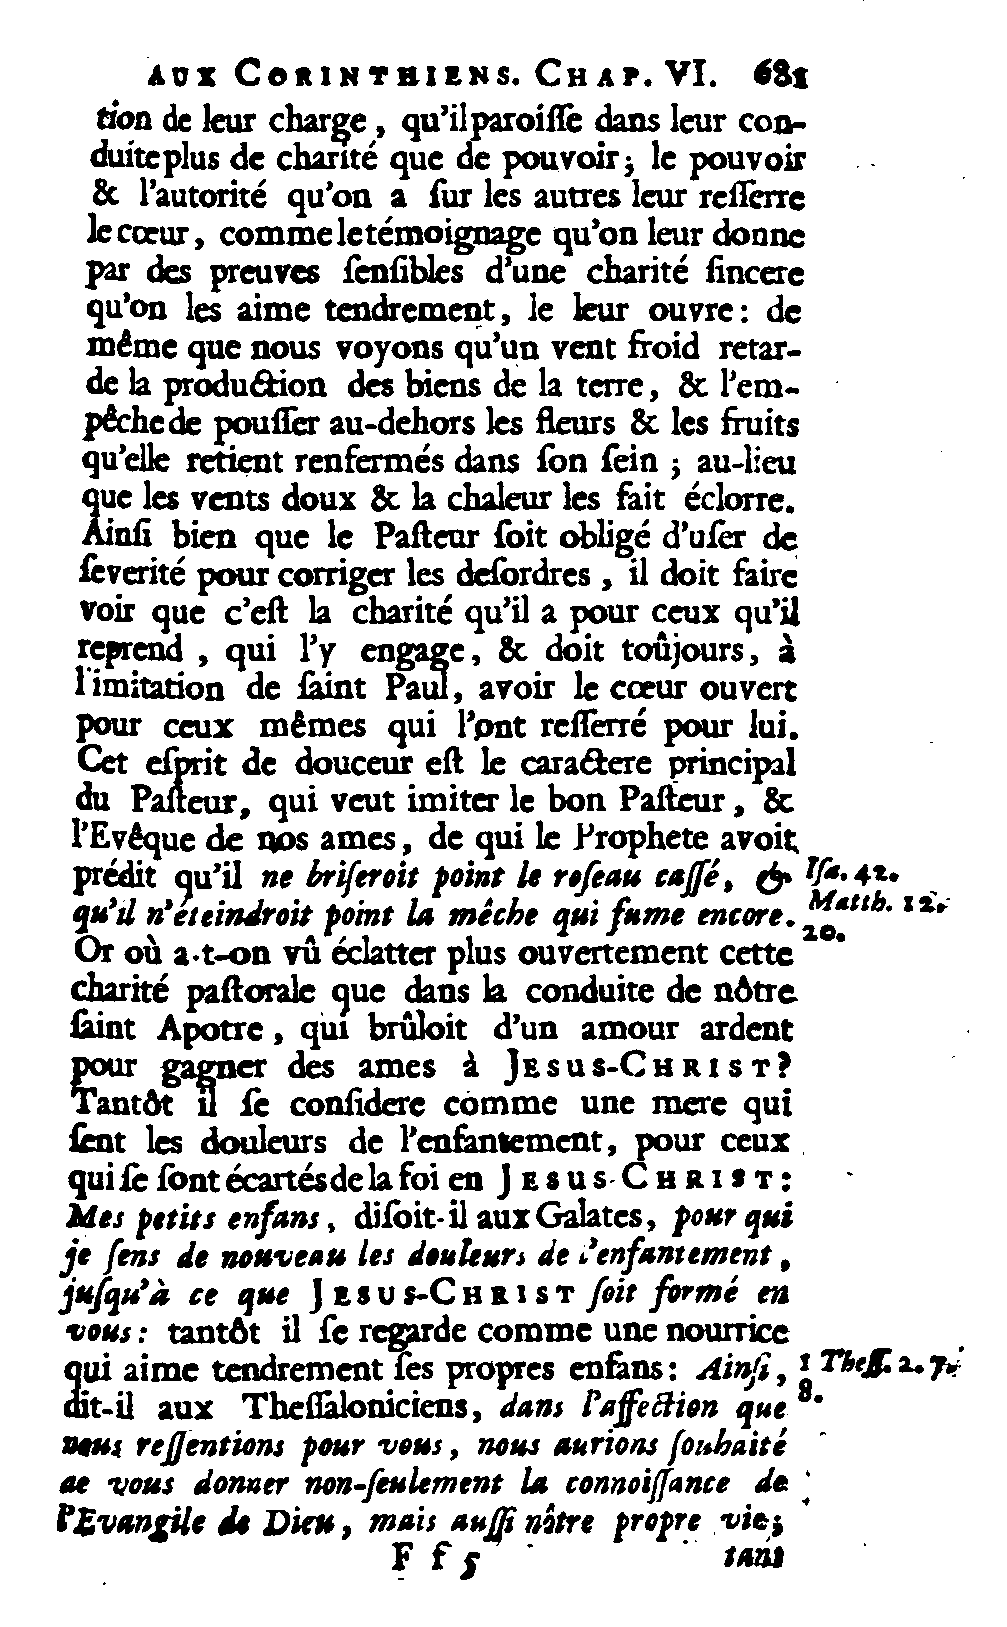 AUX CORINTHIENS. CHAP. VI. 681
tion de leur charge, qu'il paroiſſe dans leur con-
duite plus de charité que de pouvoir; le pouvoir
& l'autorité qu'on a ſur les autres leur reſſerre
le cœur, comme le témoignage qu'on leur donne
par des preuves ſenſibles d'une charité ſincere
qu'on les aime tendrement, le leur ouvre: de
même que nous voyons qu'un vent froid retar-
de la production des biens de la terre, & l'em-
pêche de pouſſer au-dehors les fleurs & les fruits
qu'elle retient renfermés dans ſon ſein; au-lieu
que les vents doux & la chaleur les fait éclorre.
Ainſi bien que le Paſteur ſoit obligé d'uſer de
ſeverité pour corriger les deſordres, il doit faire
voir que c'eſt la charité qu'il a pour ceux qu'il
reprend, qui l'y engage, & doit toûjours, à
l'imitation de ſaint Paul, avoir le cœur ouvert
pour ceux mêmes qui l'ont reſſerré pour lui.
Cet eſprit de douceur eſt le caractere principal
du Paſteur, qui veut imiter le bon Paſteur, &
l'Evêque de nos ames, de qui le Prophete avoit
prédit qu'il ne briſeroit point le roſeau caſſé, & Iſa. 42.
qu'il n'éteindroit point la mêche qui fume encore. Matth. 12.
20.
Or où a-t-on vû éclatter plus ouvertement cette
charité paſtorale que dans la conduite de nôtre
ſaint Apotre, qui brûloit d'un amour ardent
pour gagner des ames à JESUS-CHRIST?
Tantôt il ſe conſidere comme une mere qui
ſent les douleurs de l'enfantement, pour ceux
qui ſe ſont écartés de la foi en JESUS-CHRIST:
Mes petits enfans, diſoit-il aux Galates, pour qui
je ſens de nouveau les douleurs de l'enfantement,
juſqu'à ce que JESUS-CHRIST ſoit formé en
vous: tantôt il ſe regarde comme une nourrice
qui aime tendrement ſes propres enfans: Ainſi, 1 Theſſ. 2. 7.
8.
dit-il aux Theſſaloniciens, dans l'affection que
nous reſſentions pour vous, nous aurions ſouhaité
de vous donner non-ſeulement la connoiſſance de
l'Evangile de Dieu, mais auſſi nôtre propre vie;
F f 5 tant